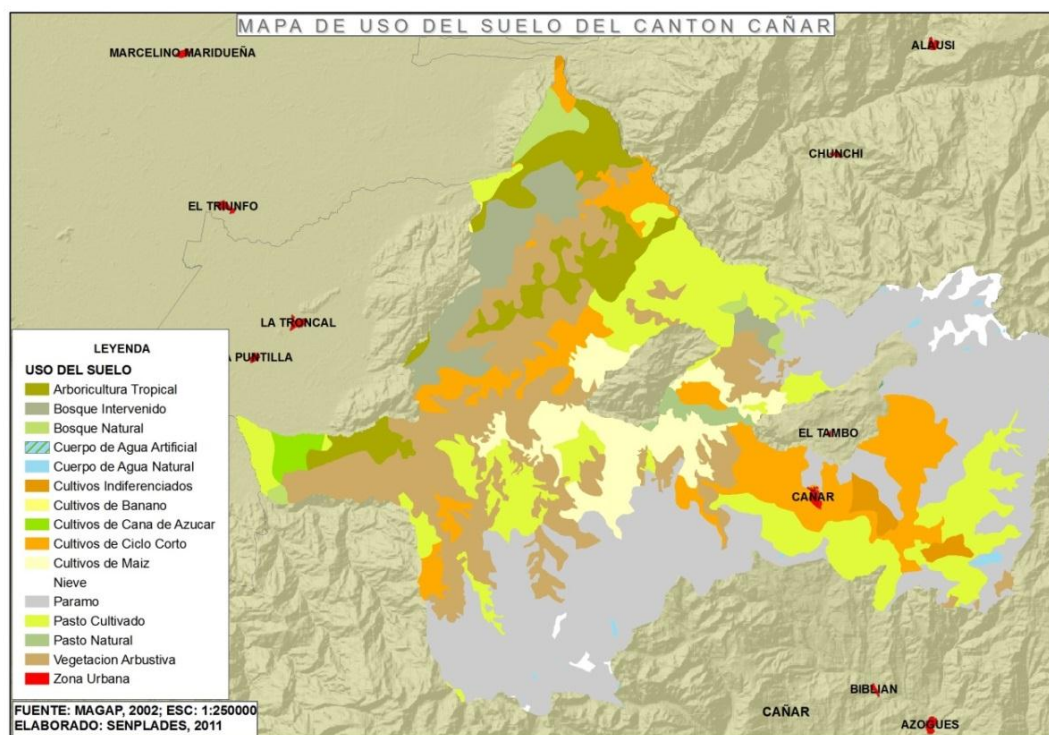 MAPA DE USO DEL SUELO DEL CANTON CAÑAR
MARCELINO MARIDUEÑA
ALAUSI
CHUNCHI
EL TRIUNFO
LA TRONCAL
PUNTILLA
EL TAMBO
CAÑAR
BIBLIAN
CAÑAR
AZOGUES
LEYENDA
USO DEL SUELO
Arboricultura Tropical
Bosque Intervenido
Bosque Natural
Cuerpo de Agua Artificial
Cuerpo de Agua Natural
Cultivos Indiferenciados
Cultivos de Banano
Cultivos de Cana de Azucar
Cultivos de Ciclo Corto
Cultivos de Maiz
Nieve
Paramo
Pasto Cultivado
Pasto Natural
Vegetacion Arbustiva
Zona Urbana
FUENTE: MAGAP, 2002; ESC: 1:250000
ELABORADO: SENPLADES, 2011